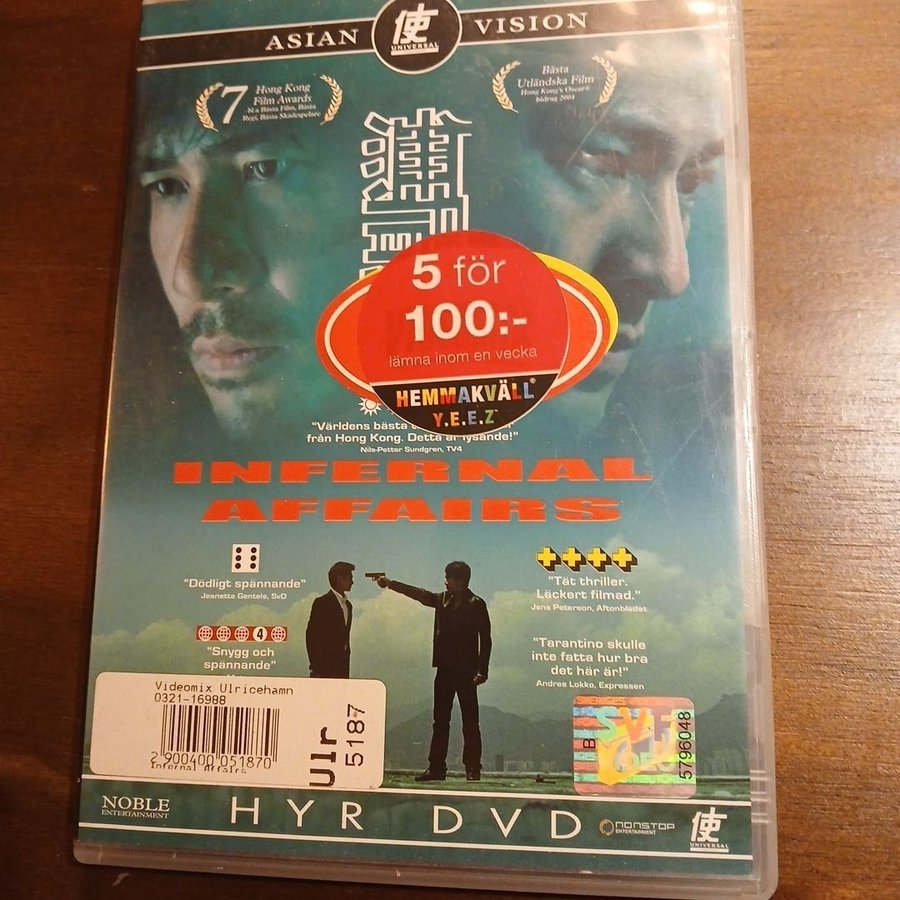 ASIAN VISION
使
UNIVERSAL
7
Hong Kong
Film Awards
bl.a Bästa Film, Bästa
Regi, Bästa Skådespelare
Bästa
Utländska Film
Hong Kong's Oscar®
bidrag 2004
5 för
100:-
lämna inom en vecka
HEMMAKVÄLL®
Y.E.E.Z
"Världens bästa
från Hong Kong. Detta är lysande!"
Nils-Petter Sundgren, TV4
INFERNAL
AFFAIRS
"Dödligt spännande"
Jeanette Gentele, SvD
"Tät thriller.
Läckert filmad."
Jens Peterson, Aftonbladet
4
"Snygg och
spännande"
"Tarantino skulle
inte fatta hur bra
det här är!"
Andres Lokko, Expressen
Videomix Ulricehamn
0321-16988
2 900400 051870
Infernal Affairs
Ulr
5187
SVF
B
5796048
NOBLE
ENTERTAINMENT
HYR DVD
NONSTOP
ENTERTAINMENT
使
UNIVERSAL